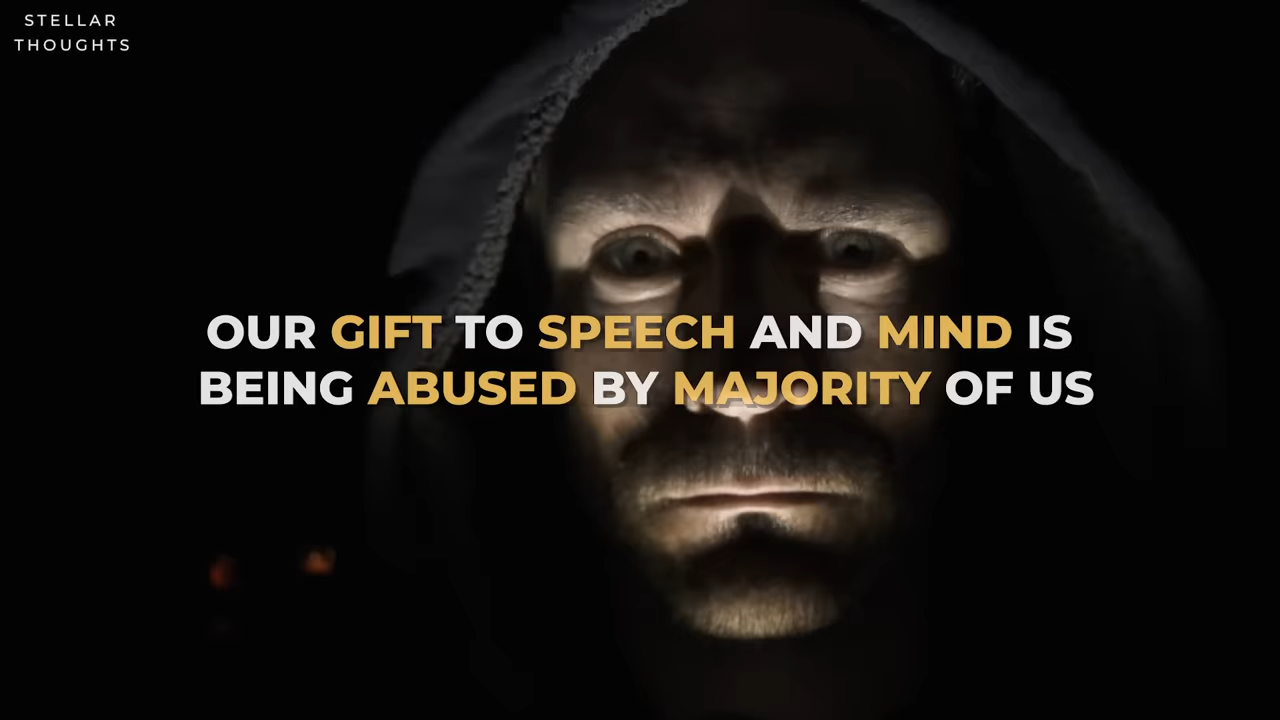 STELLAR
THOUGHTS
OUR GIFT TO SPEECH AND MIND IS
BEING ABUSED BY MAJORITY OF US